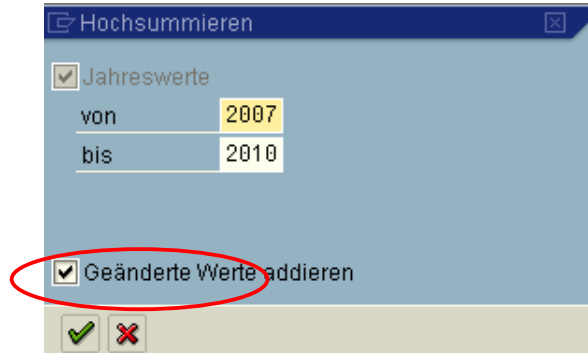 Hochsummieren
Jahreswerte
von 2007
bis 2010
Geänderte Werte addieren